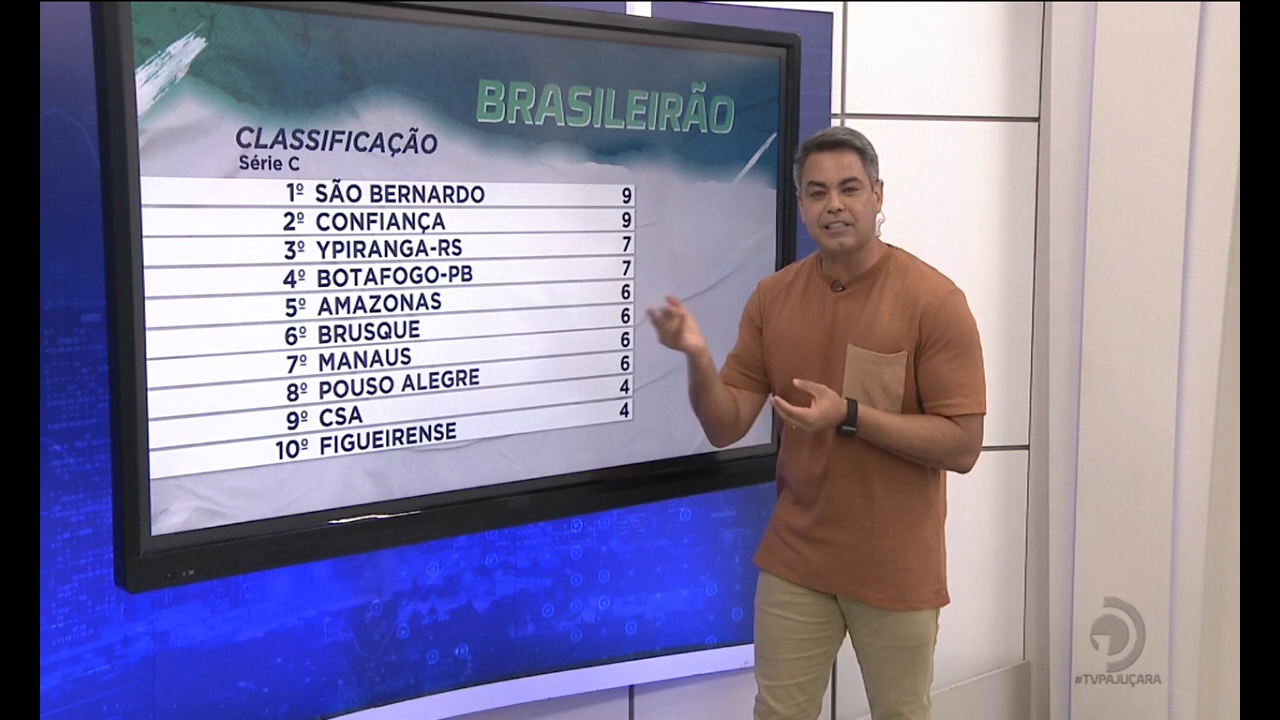 BRASILEIRÃO
CLASSIFICAÇÃO
Série C
1º SÃO BERNARDO 9
2º CONFIANÇA 9
3º YPIRANGA-RS 7
4º BOTAFOGO-PB 7
5º AMAZONAS 6
6º BRUSQUE 6
7º MANAUS 6
8º POUSO ALEGRE 6
9º CSA 4
10º FIGUEIRENSE 4
#TVPAJUÇARA